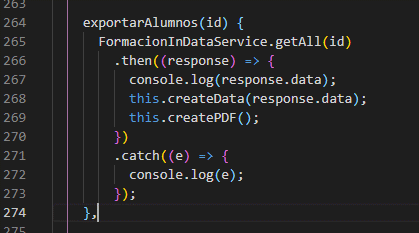 263
264 exportarAlumnos(id) {
265 FormacionInDataService.getAll(id)
266 .then((response) => {
267 console.log(response.data);
268 this.createData(response.data);
269 this.createPDF();
270 })
271 .catch((e) => {
272 console.log(e);
273 });
274 },
275